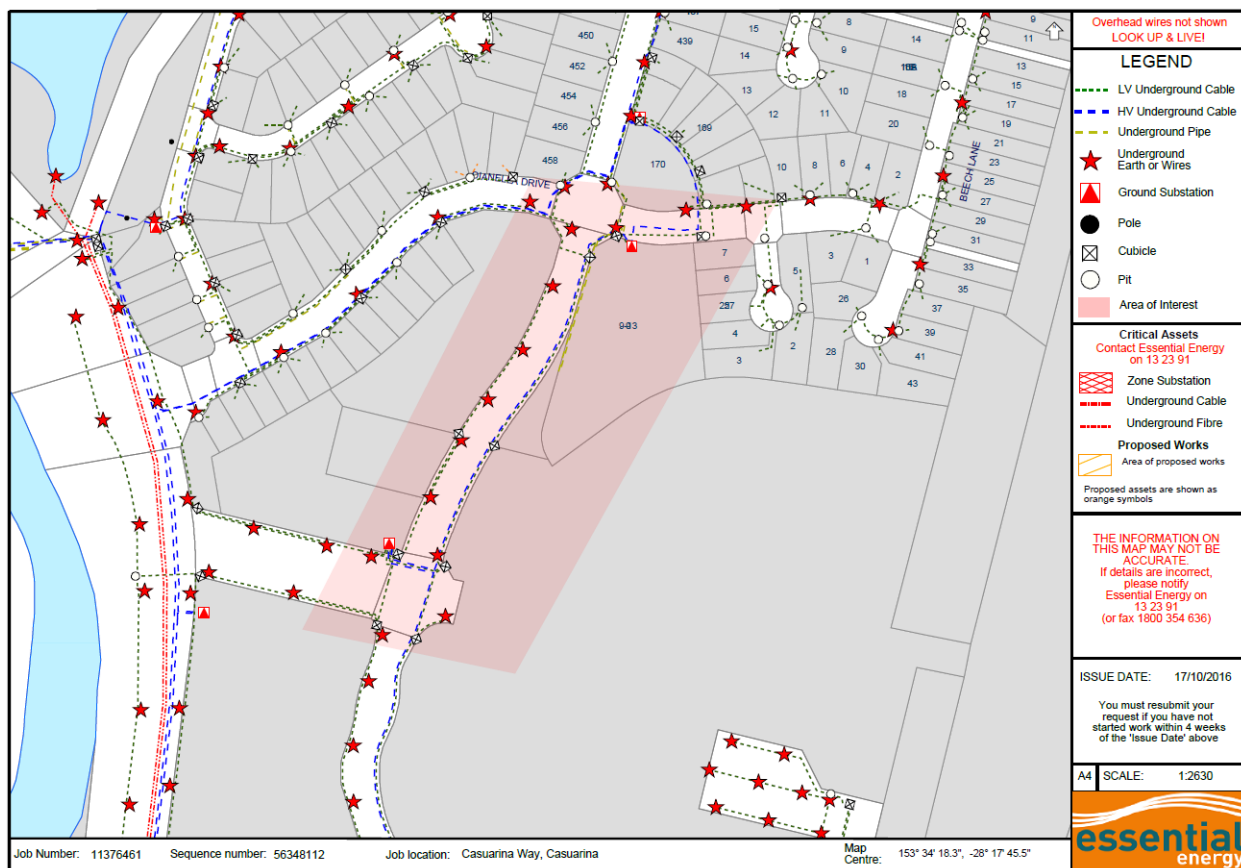 450
439
15
8
14
9
11
452
14
9
13
454
13
10
18
15
17
12
11
20
19
456
169
21
458
170
10
8
6
4
2
23
25
DIANELLA DRIVE
BEECH LANE
27
29
31
7
3
1
5
33
6
26
35
37
4
2
28
39
3
30
41
43
Overhead wires not shown
LOOK UP & LIVE!
LEGEND
LV Underground Cable
HV Underground Cable
Underground Pipe
Underground
Earth or Wires
Ground Substation
Pole
Cubicle
Pit
Area of Interest
Critical Assets
Contact Essential Energy
on 13 23 91
Zone Substation
Underground Cable
Underground Fibre
Proposed Works
Area of proposed works
Proposed assets are shown as
orange symbols
THE INFORMATION ON
THIS MAP MAY NOT BE
ACCURATE.
If details are incorrect,
please notify
Essential Energy on
13 23 91
(or fax 1800 354 636)
ISSUE DATE: 17/10/2016
You must resubmit your
request if you have not
started work within 4 weeks
of the 'Issue Date' above
A4 SCALE: 1:2630
essential
energy
Job Number: 11376461 Sequence number: 56348112 Job location: Casuarina Way, Casuarina Map
Centre: 153° 34' 18.3", -28° 17' 45.5"